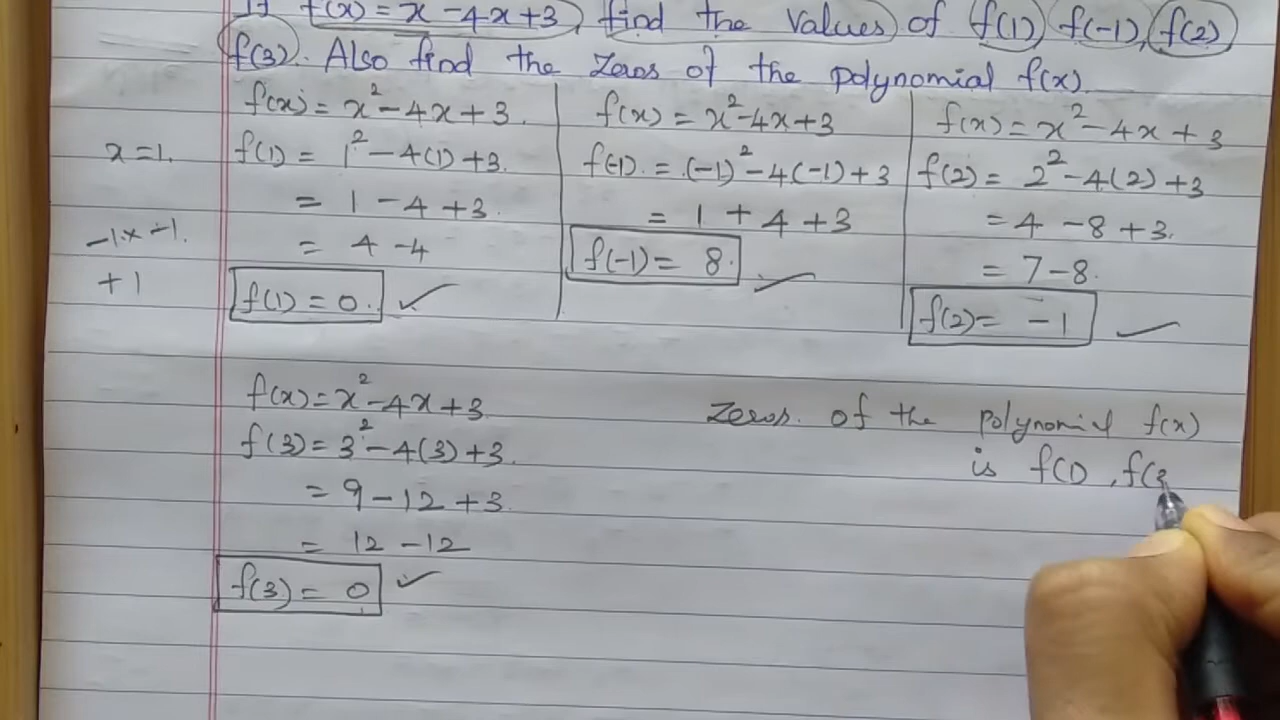 If f(x) = x² - 4x + 3, find the values of f(1) f(-1), f(2)
f(3). Also find the zeros of the polynomial f(x).
f(x) = x² - 4x + 3.
x = 1. f(1) = 1² - 4(1) + 3.
= 1 - 4 + 3.
-1 x -1. = 4 - 4
+1 f(1) = 0. ✓
f(x) = x² - 4x + 3
f(-1). = (-1)² - 4(-1) + 3
= 1 + 4 + 3
f(-1) = 8. ✓
f(x) = x² - 4x + 3
f(2) = 2² - 4(2) + 3
= 4 - 8 + 3.
= 7 - 8.
f(2) = -1 ✓
f(x) = x² - 4x + 3
f(3) = 3² - 4(3) + 3.
= 9 - 12 + 3.
= 12 - 12
f(3) = 0 ✓
Zeros. of the polynomial f(x)
is f(1), f(3